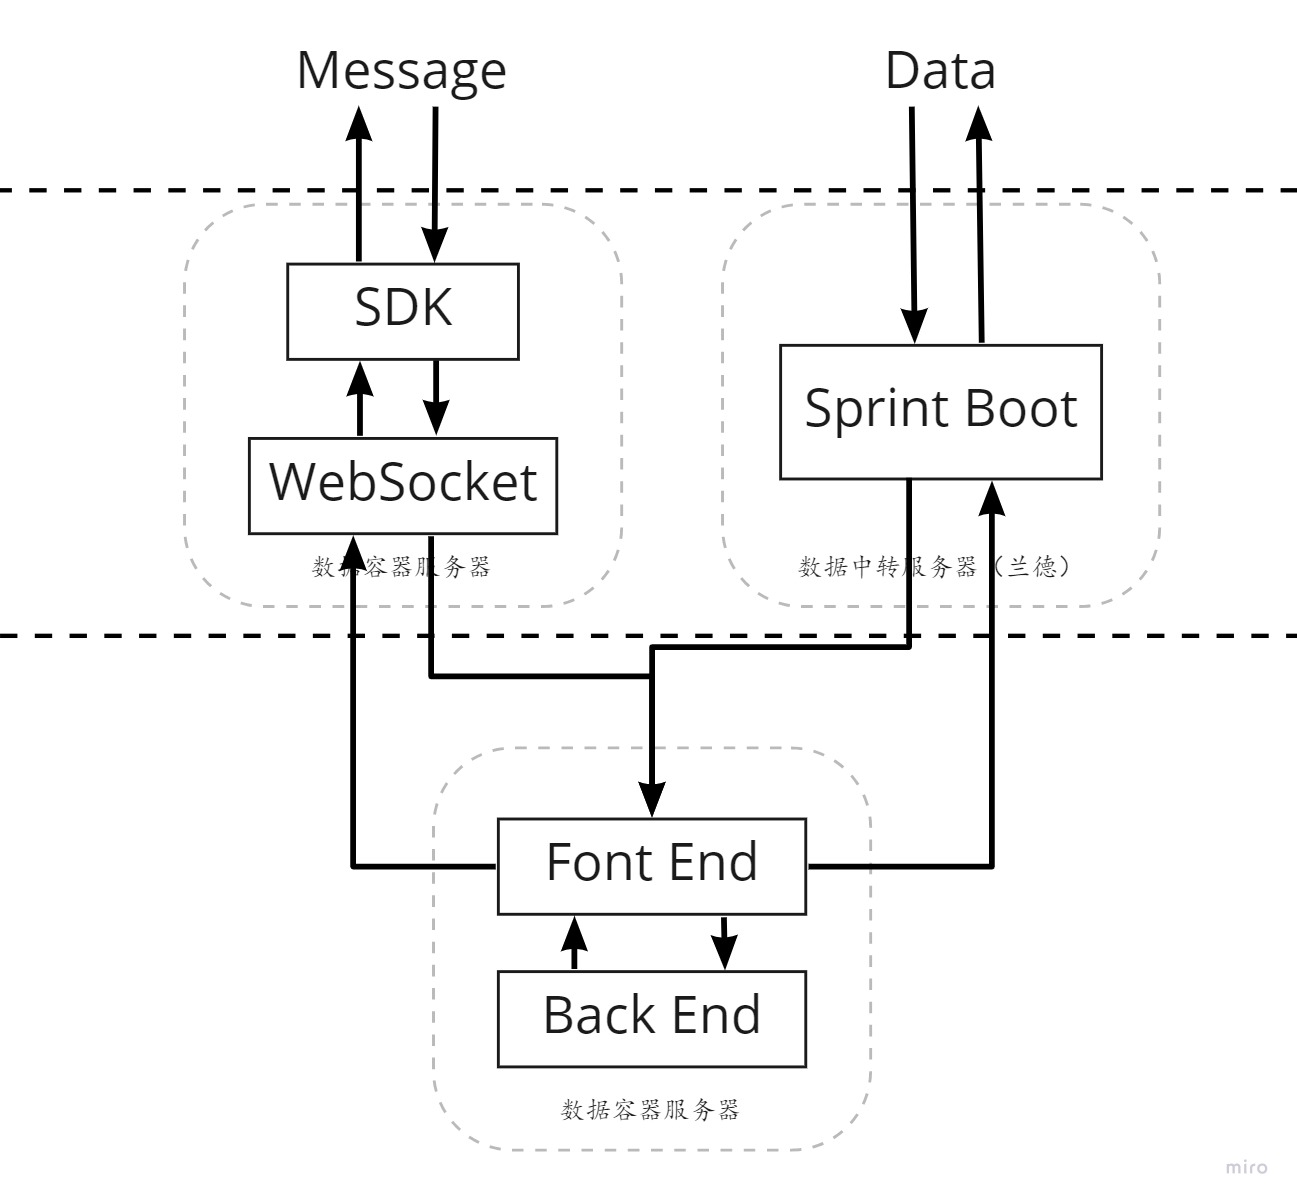 Message
Data
SDK
Sprint Boot
WebSocket
数据容器服务器
数据中转服务器（兰德）
Font End
Back End
数据容器服务器
miro